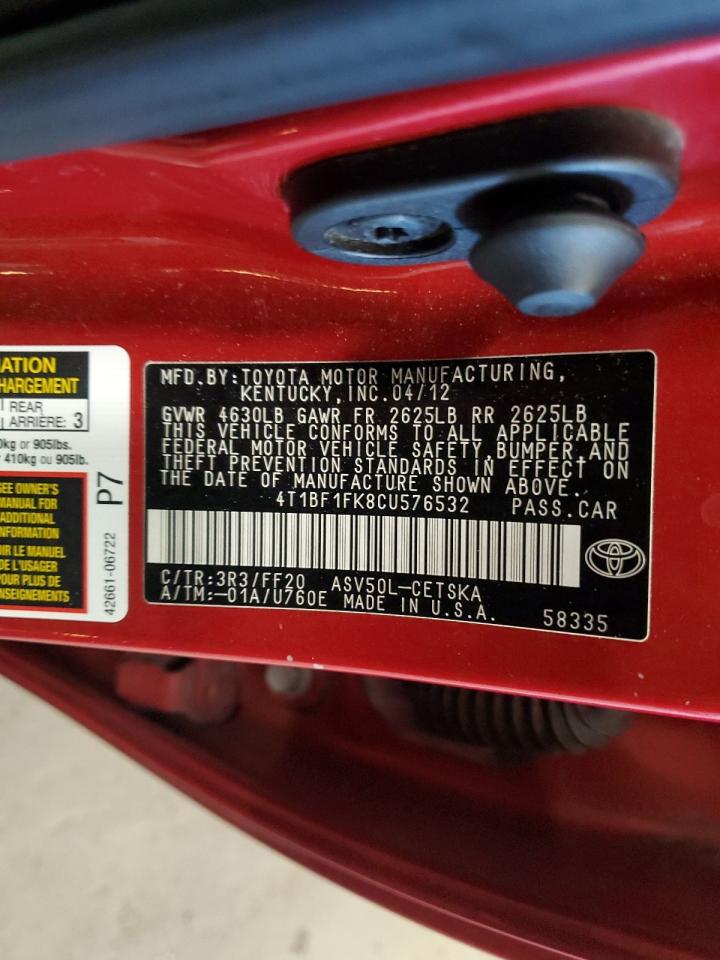 ATION
HARGEMENT
REAR
ARRIÈRE: 3
0kg or 905lbs.
410kg ou 905lb.
SEE OWNER'S
MANUAL FOR
ADDITIONAL
INFORMATION
LE MANUEL
DE L'USAGER
POUR PLUS DE
RENSEIGNEMENTS
P7
42661-06722
MFD.BY:TOYOTA MOTOR MANUFACTURING,
KENTUCKY,INC.04/12
GVWR 4630LB GAWR FR 2625LB RR 2625LB
THIS VEHICLE CONFORMS TO ALL APPLICABLE
FEDERAL MOTOR VEHICLE SAFETY,BUMPER,AND
THEFT PREVENTION STANDARDS IN EFFECT ON
THE DATE OF MANUFACTURE SHOWN ABOVE.
4T1BF1FK8CU576532 PASS.CAR
C/TR:3R3/FF20 ASV50L-CETSKA
A/TM:-01A/U760E MADE IN U.S.A. 58335